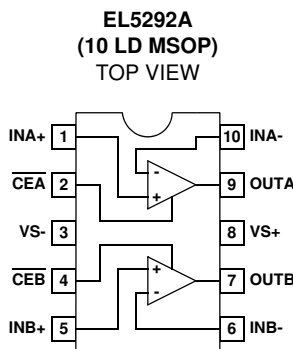 EL5292A
(10 LD MSOP)
TOP VIEW
INA+ 1
10 INA-
CEA 2
9 OUTA
VS- 3
8 VS+
CEB 4
7 OUTB
INB+ 5
6 INB-
-
+
+
-